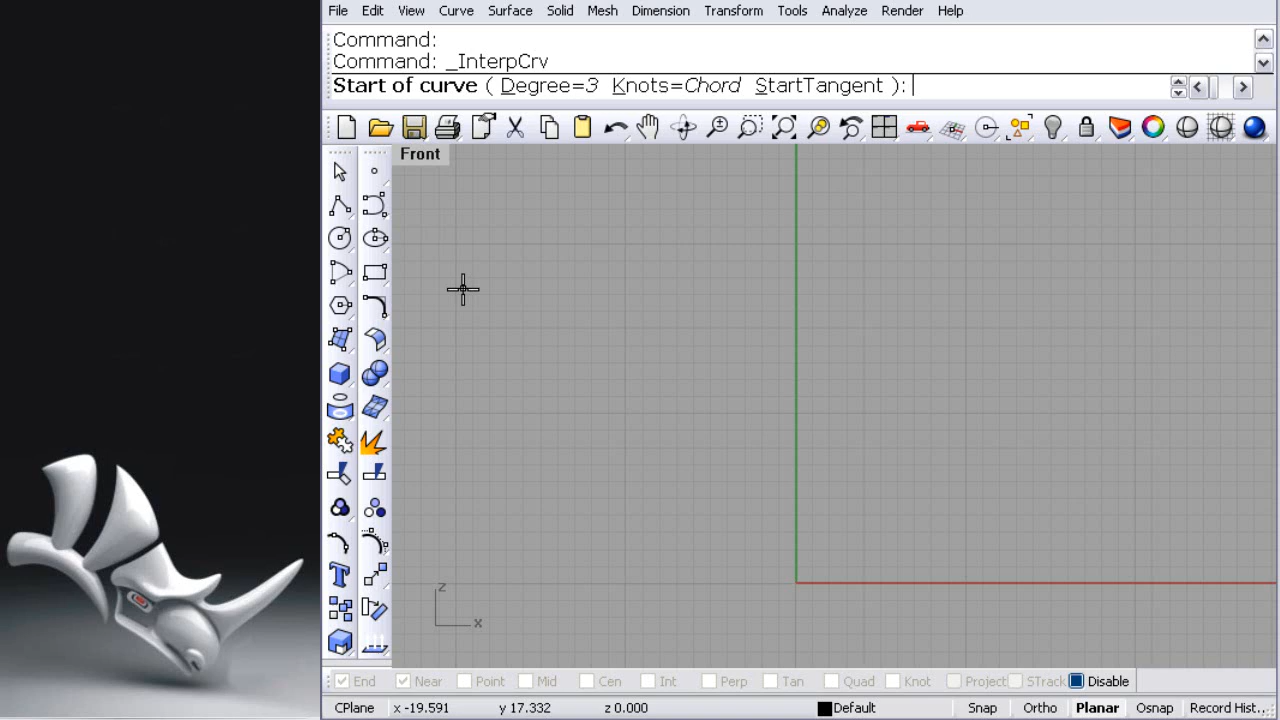 File Edit View Curve Surface Solid Mesh Dimension Transform Tools Analyze Render Help
Command:
Command: _InterpCrv
Start of curve ( Degree=3 Knots=Chord StartTangent ):
Front
z
x
End Near Point Mid Cen Int Perp Tan Quad Knot Project STrack Disable
CPlane x -19.591 y 17.332 z 0.000 Default Snap Ortho Planar Osnap Record Hist...